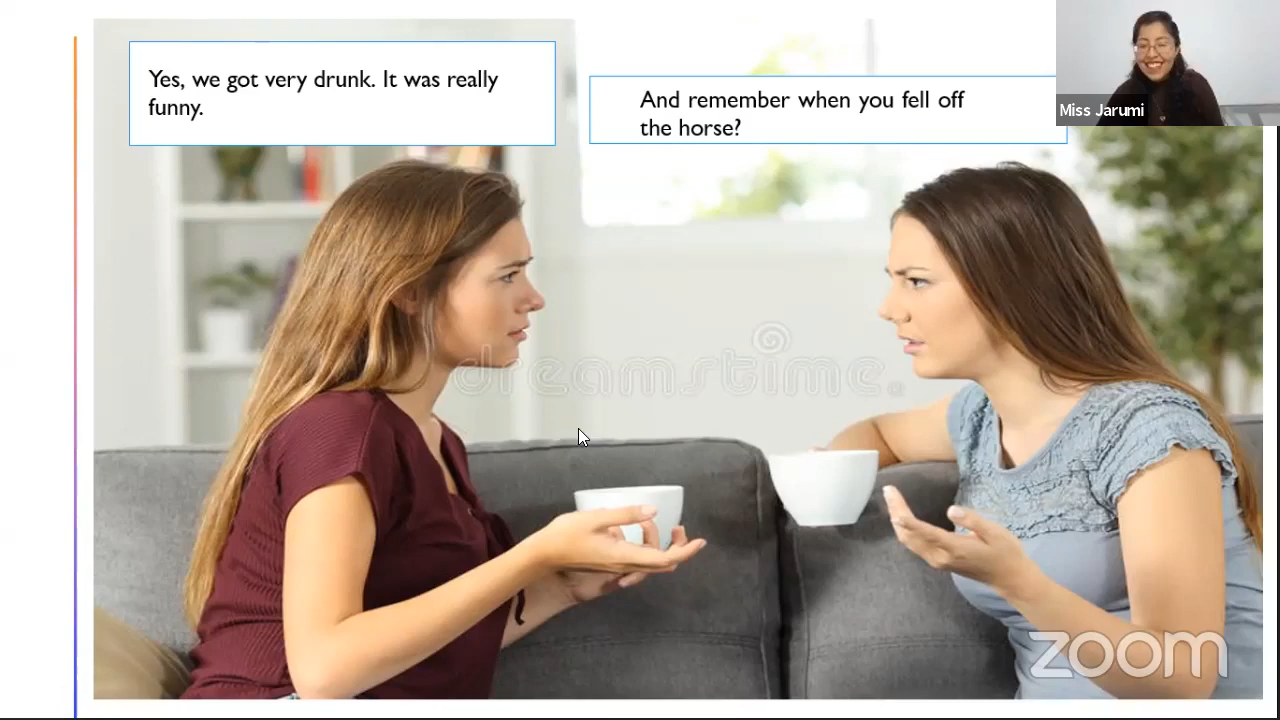 Yes, we got very drunk. It was really
funny.
And remember when you fell off
the horse?
Miss Jarumi
dreamstime.
zoom